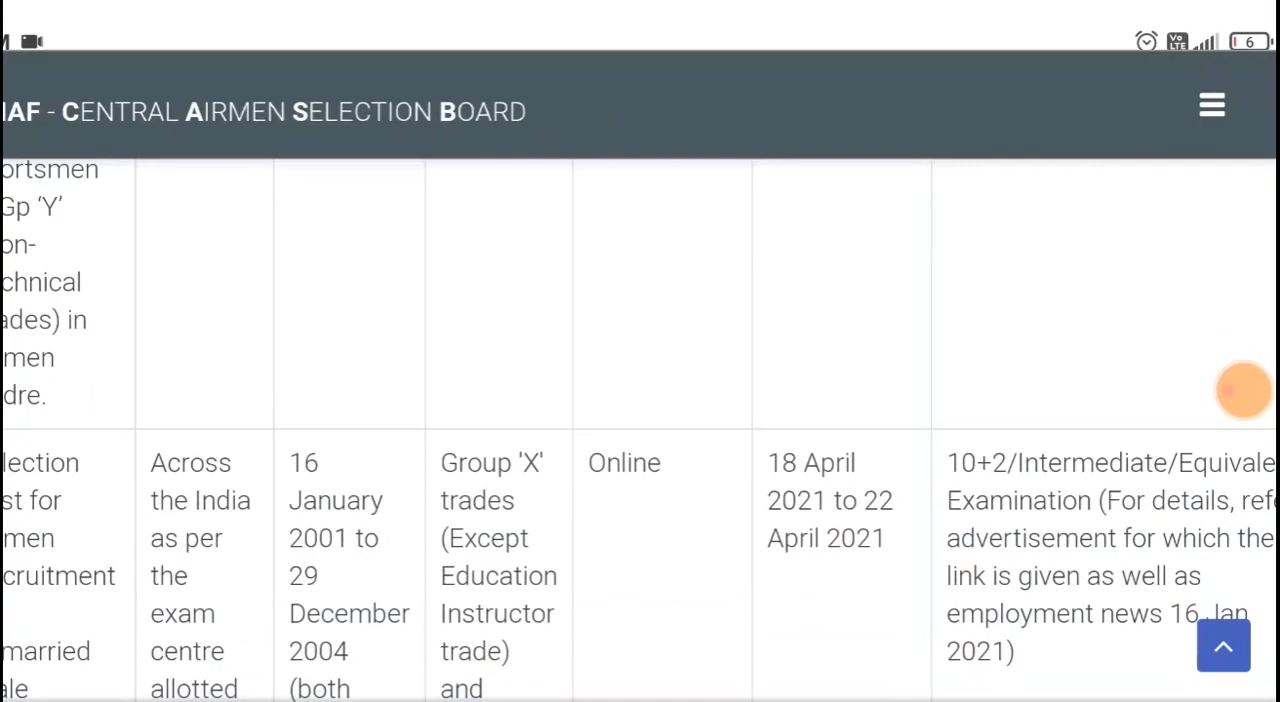 6
IAF - CENTRAL AIRMEN SELECTION BOARD
ortsmen
Gp ‘Y’
on-
chnical
ades) in
men
dre.
lection
st for
men
cruitment
married
ale
Across
the India
as per
the
exam
centre
allotted
16
January
2001 to
29
December
2004
(both
Group 'X'
trades
(Except
Education
Instructor
trade)
and
Online
18 April
2021 to 22
April 2021
10+2/Intermediate/Equivale
Examination (For details, refe
advertisement for which the
link is given as well as
employment news 16 Jan
2021)